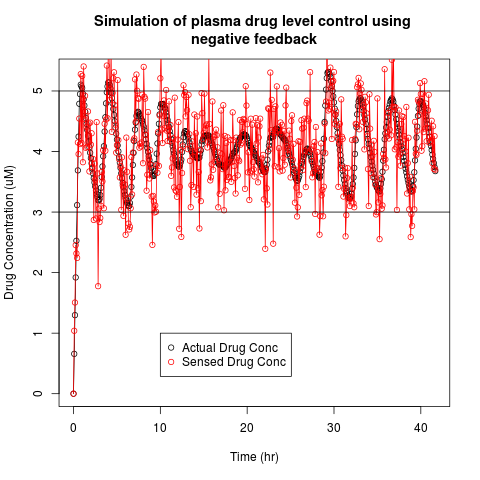 Simulation of plasma drug level control using
negative feedback
Drug Concentration (uM)
5
4
3
2
1
0
Actual Drug Conc
Sensed Drug Conc
0 10 20 30 40
Time (hr)